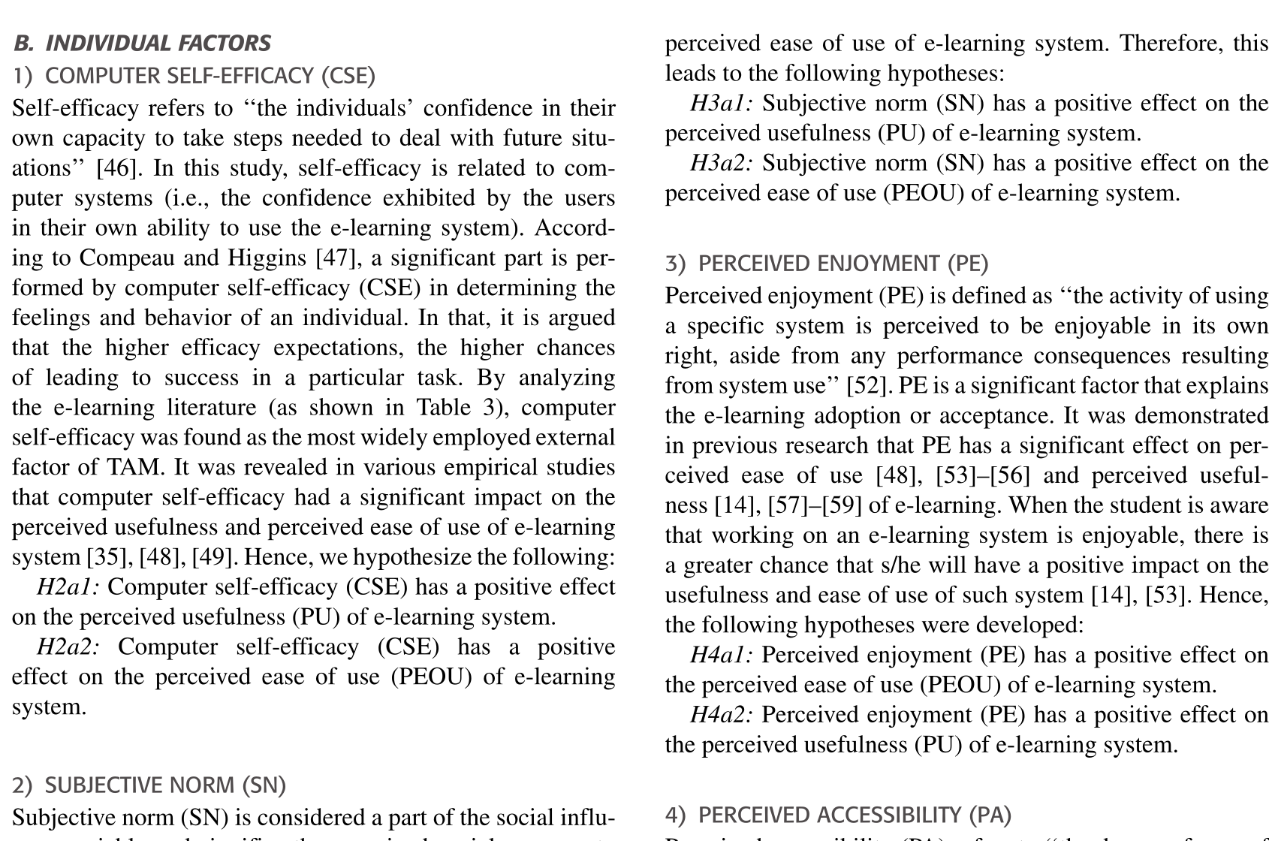 B. INDIVIDUAL FACTORS
1) COMPUTER SELF-EFFICACY (CSE)
Self-efficacy refers to ‘‘the individuals’ confidence in their
own capacity to take steps needed to deal with future situ-
ations’’ [46]. In this study, self-efficacy is related to com-
puter systems (i.e., the confidence exhibited by the users
in their own ability to use the e-learning system). Accord-
ing to Compeau and Higgins [47], a significant part is per-
formed by computer self-efficacy (CSE) in determining the
feelings and behavior of an individual. In that, it is argued
that the higher efficacy expectations, the higher chances
of leading to success in a particular task. By analyzing
the e-learning literature (as shown in Table 3), computer
self-efficacy was found as the most widely employed external
factor of TAM. It was revealed in various empirical studies
that computer self-efficacy had a significant impact on the
perceived usefulness and perceived ease of use of e-learning
system [35], [48], [49]. Hence, we hypothesize the following:
H2a1: Computer self-efficacy (CSE) has a positive effect
on the perceived usefulness (PU) of e-learning system.
H2a2: Computer self-efficacy (CSE) has a positive
effect on the perceived ease of use (PEOU) of e-learning
system.
2) SUBJECTIVE NORM (SN)
Subjective norm (SN) is considered a part of the social influ-
perceived ease of use of e-learning system. Therefore, this
leads to the following hypotheses:
H3a1: Subjective norm (SN) has a positive effect on the
perceived usefulness (PU) of e-learning system.
H3a2: Subjective norm (SN) has a positive effect on the
perceived ease of use (PEOU) of e-learning system.
3) PERCEIVED ENJOYMENT (PE)
Perceived enjoyment (PE) is defined as ‘‘the activity of using
a specific system is perceived to be enjoyable in its own
right, aside from any performance consequences resulting
from system use’’ [52]. PE is a significant factor that explains
the e-learning adoption or acceptance. It was demonstrated
in previous research that PE has a significant effect on per-
ceived ease of use [48], [53]–[56] and perceived useful-
ness [14], [57]–[59] of e-learning. When the student is aware
that working on an e-learning system is enjoyable, there is
a greater chance that s/he will have a positive impact on the
usefulness and ease of use of such system [14], [53]. Hence,
the following hypotheses were developed:
H4a1: Perceived enjoyment (PE) has a positive effect on
the perceived ease of use (PEOU) of e-learning system.
H4a2: Perceived enjoyment (PE) has a positive effect on
the perceived usefulness (PU) of e-learning system.
4) PERCEIVED ACCESSIBILITY (PA)